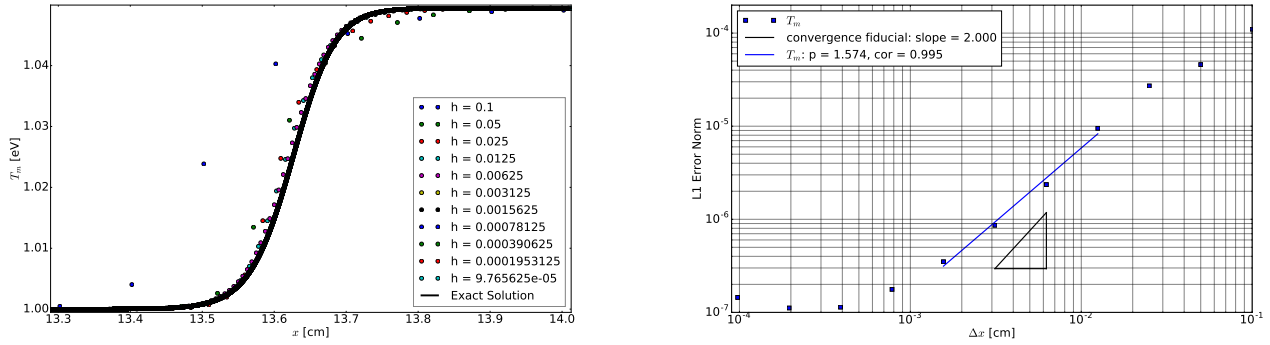 1.04
1.03
1.02
1.01
1.00
T_m [eV]
13.3 13.4 13.5 13.6 13.7 13.8 13.9 14.0
x [cm]
h = 0.1
h = 0.05
h = 0.025
h = 0.0125
h = 0.00625
h = 0.003125
h = 0.0015625
h = 0.00078125
h = 0.000390625
h = 0.0001953125
h = 9.765625e-05
Exact Solution
T_m
convergence fiducial: slope = 2.000
T_m: p = 1.574, cor = 0.995
10^-4
10^-5
10^-6
10^-7
L1 Error Norm
10^-4 10^-3 10^-2 10^-1
Δx [cm]